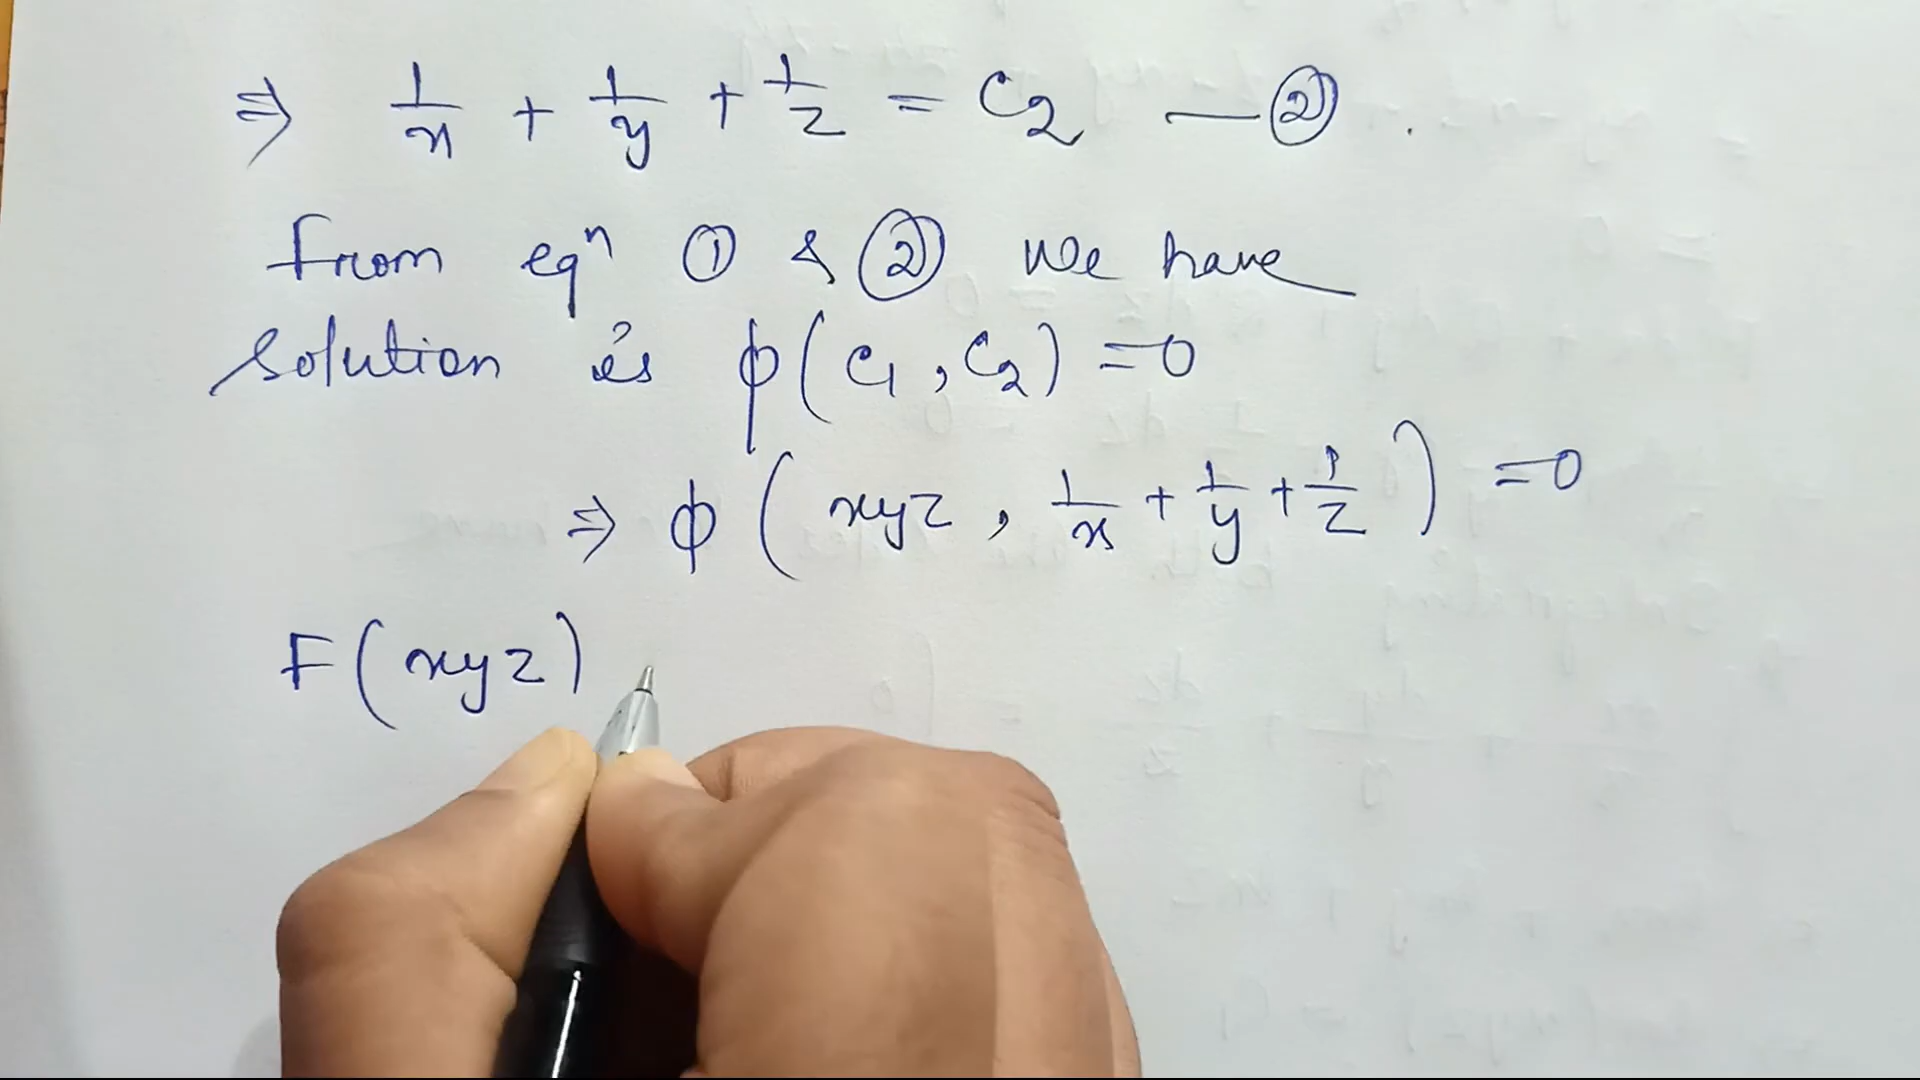 ⇒ 1/x + 1/y + 1/z = C2 — ②.
From eqn ① & ② we have
solution is ϕ(C1, C2) = 0
⇒ ϕ(xyz, 1/x + 1/y + 1/z) = 0
F(xyz)